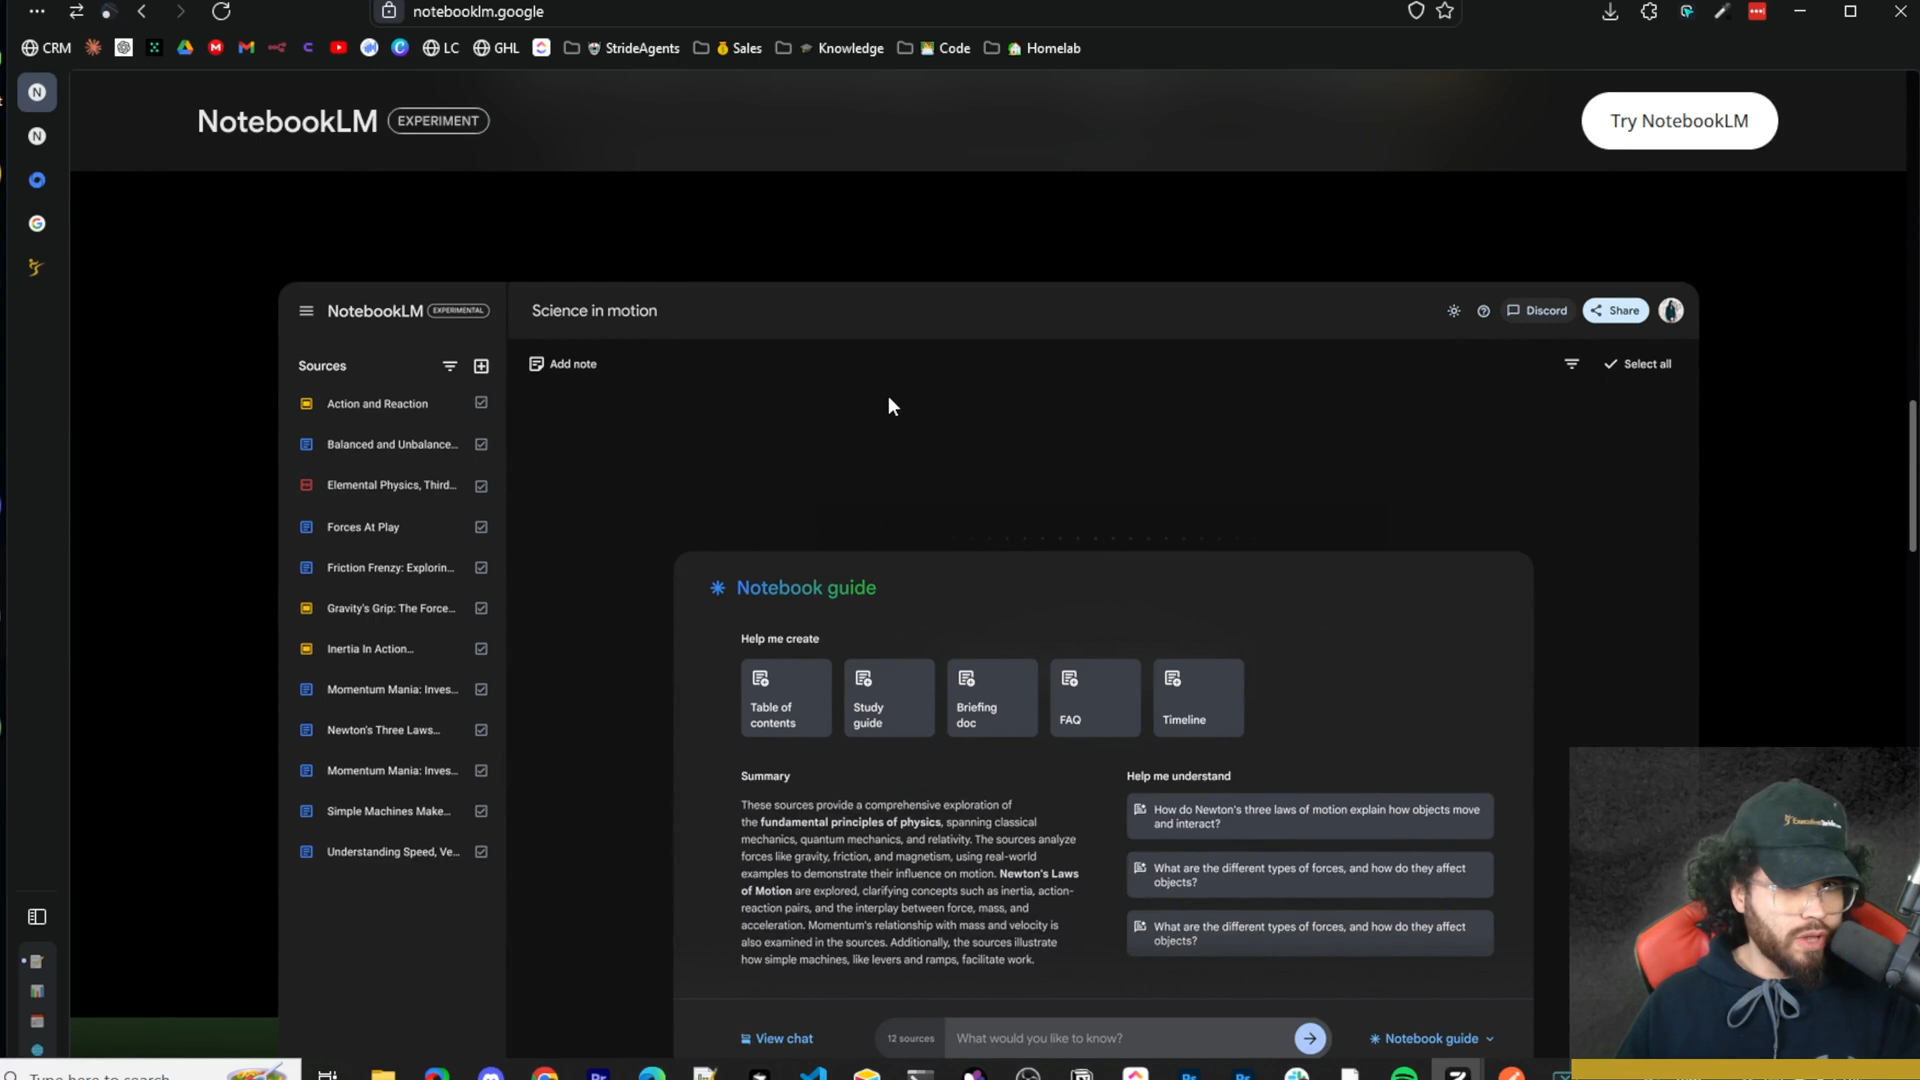 notebooklm.google
CRM
LC
GHL
StrideAgents
Sales
Knowledge
Code
Homelab
NotebookLM EXPERIMENT
Try NotebookLM
NotebookLM EXPERIMENTAL
Science in motion
Discord
Share
Sources
Add note
Select all
Action and Reaction
Balanced and Unbalance...
Elemental Physics, Third...
Forces At Play
Friction Frenzy: Explorin...
Gravity's Grip: The Force...
Inertia In Action...
Momentum Mania: Inves...
Newton's Three Laws...
Momentum Mania: Inves...
Simple Machines Make...
Understanding Speed, Ve...
Notebook guide
Help me create
Table of
contents
Study
guide
Briefing
doc
FAQ
Timeline
Summary
These sources provide a comprehensive exploration of
the fundamental principles of physics, spanning classical
mechanics, quantum mechanics, and relativity. The sources analyze
forces like gravity, friction, and magnetism, using real-world
examples to demonstrate their influence on motion. Newton's Laws
of Motion are explored, clarifying concepts such as inertia, action-
reaction pairs, and the interplay between force, mass, and
acceleration. Momentum's relationship with mass and velocity is
also examined in the sources. Additionally, the sources illustrate
how simple machines, like levers and ramps, facilitate work.
Help me understand
How do Newton's three laws of motion explain how objects move
and interact?
What are the different types of forces, and how do they affect
objects?
What are the different types of forces, and how do they affect
objects?
View chat
12 sources
What would you like to know?
Notebook guide
Type here to search